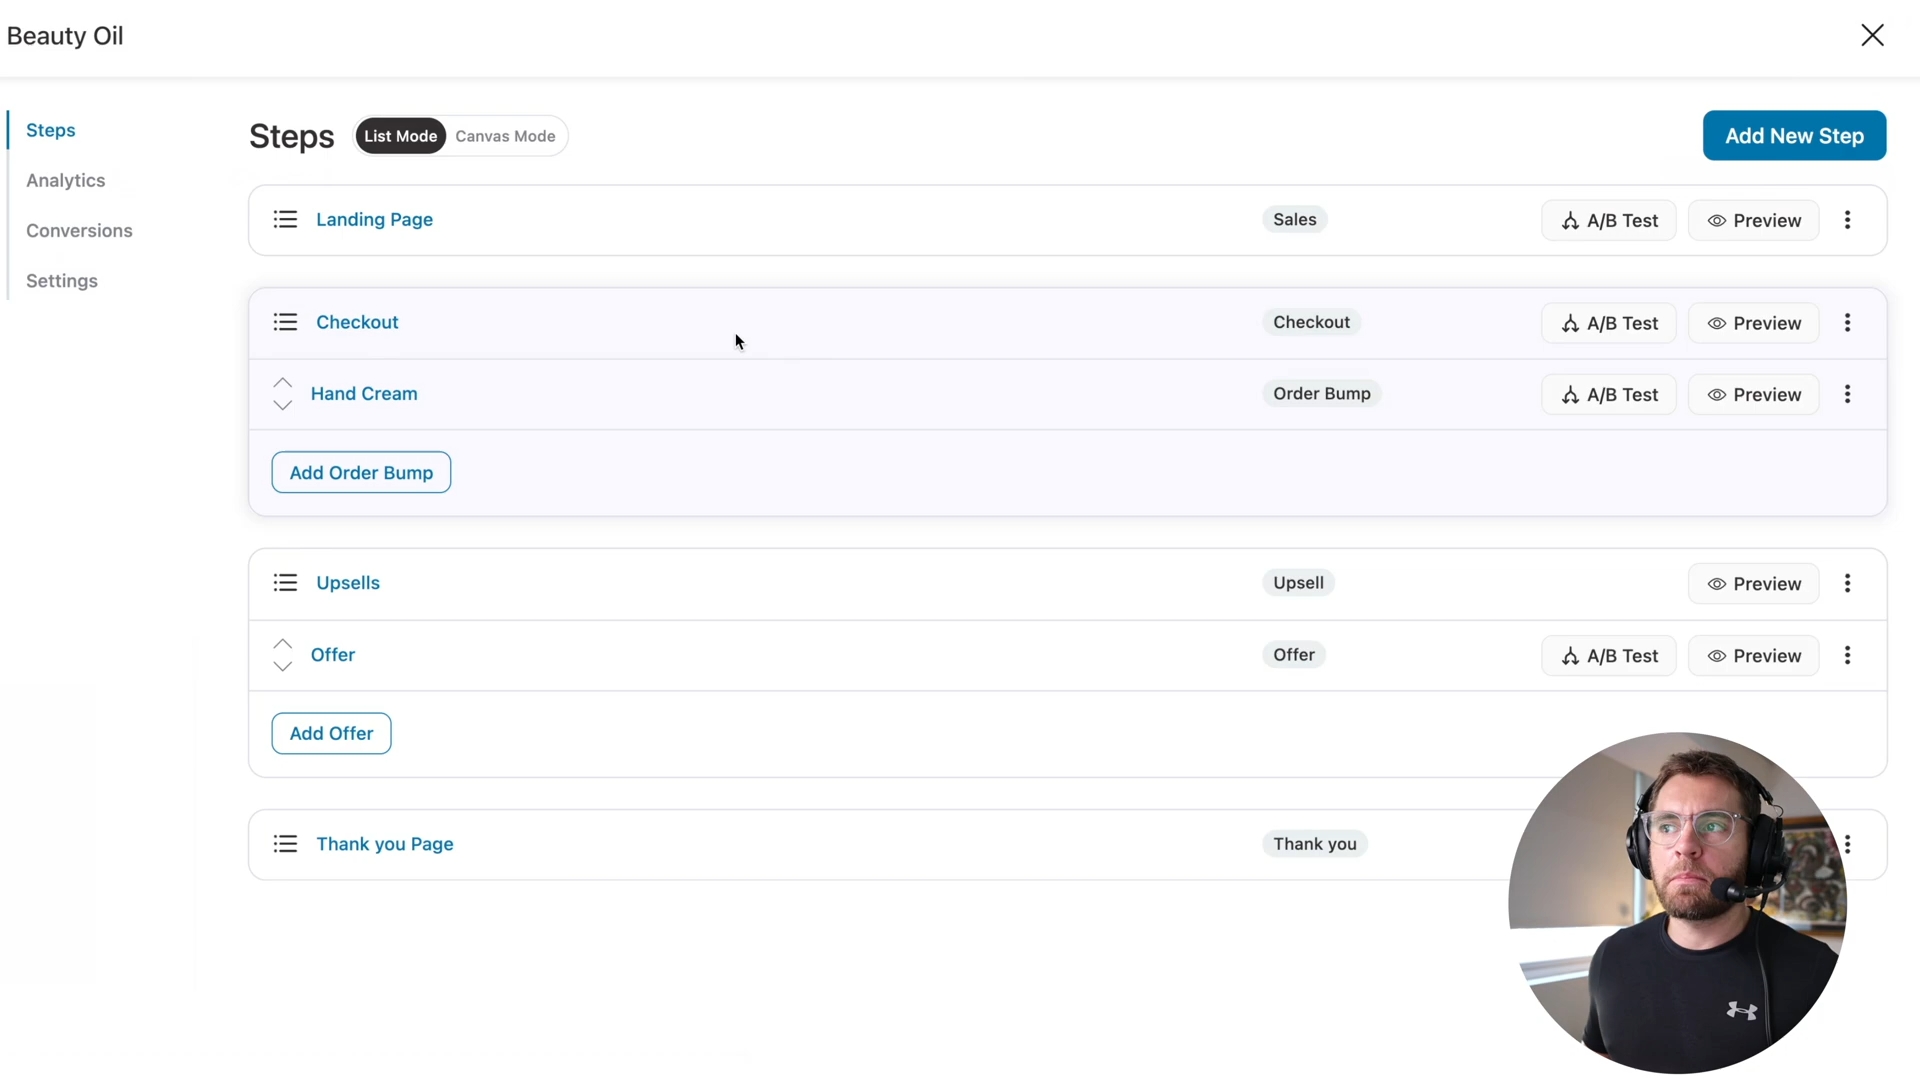 Beauty Oil
Steps
Analytics
Conversions
Settings
Steps
List Mode
Canvas Mode
Add New Step
Landing Page
Sales
A/B Test
Preview
Checkout
Checkout
A/B Test
Preview
Hand Cream
Order Bump
A/B Test
Preview
Add Order Bump
Upsells
Upsell
Preview
Offer
Offer
A/B Test
Preview
Add Offer
Thank you Page
Thank you